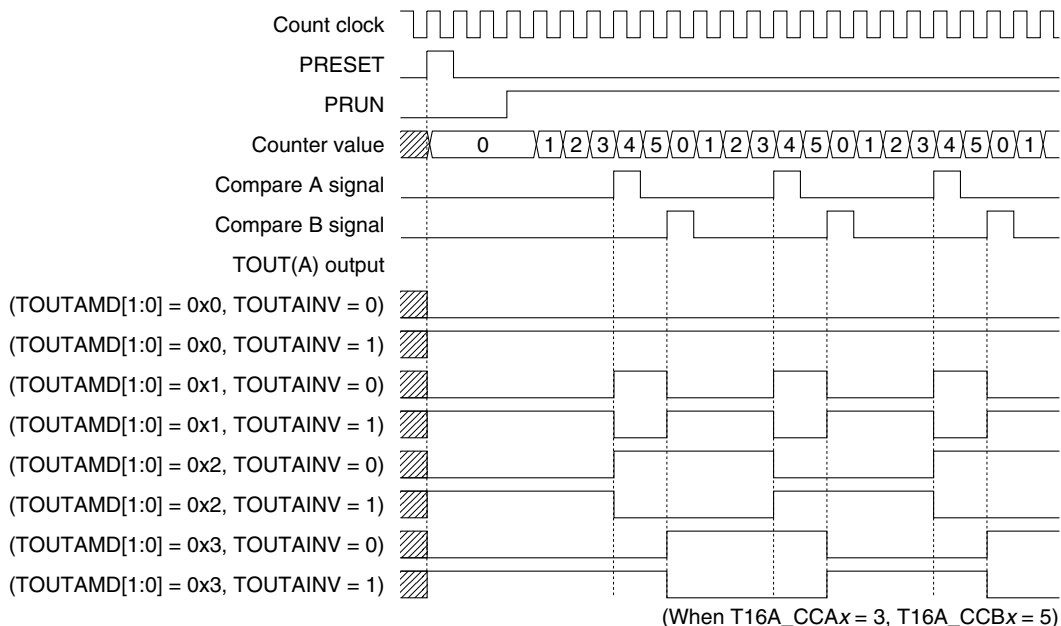 Count clock
PRESET
PRUN
Counter value 0 1 2 3 4 5 0 1 2 3 4 5 0 1 2 3 4 5 0 1
Compare A signal
Compare B signal
TOUT(A) output
(TOUTAMD[1:0] = 0x0, TOUTAINV = 0)
(TOUTAMD[1:0] = 0x0, TOUTAINV = 1)
(TOUTAMD[1:0] = 0x1, TOUTAINV = 0)
(TOUTAMD[1:0] = 0x1, TOUTAINV = 1)
(TOUTAMD[1:0] = 0x2, TOUTAINV = 0)
(TOUTAMD[1:0] = 0x2, TOUTAINV = 1)
(TOUTAMD[1:0] = 0x3, TOUTAINV = 0)
(TOUTAMD[1:0] = 0x3, TOUTAINV = 1)
(When T16A_CCAx = 3, T16A_CCBx = 5)